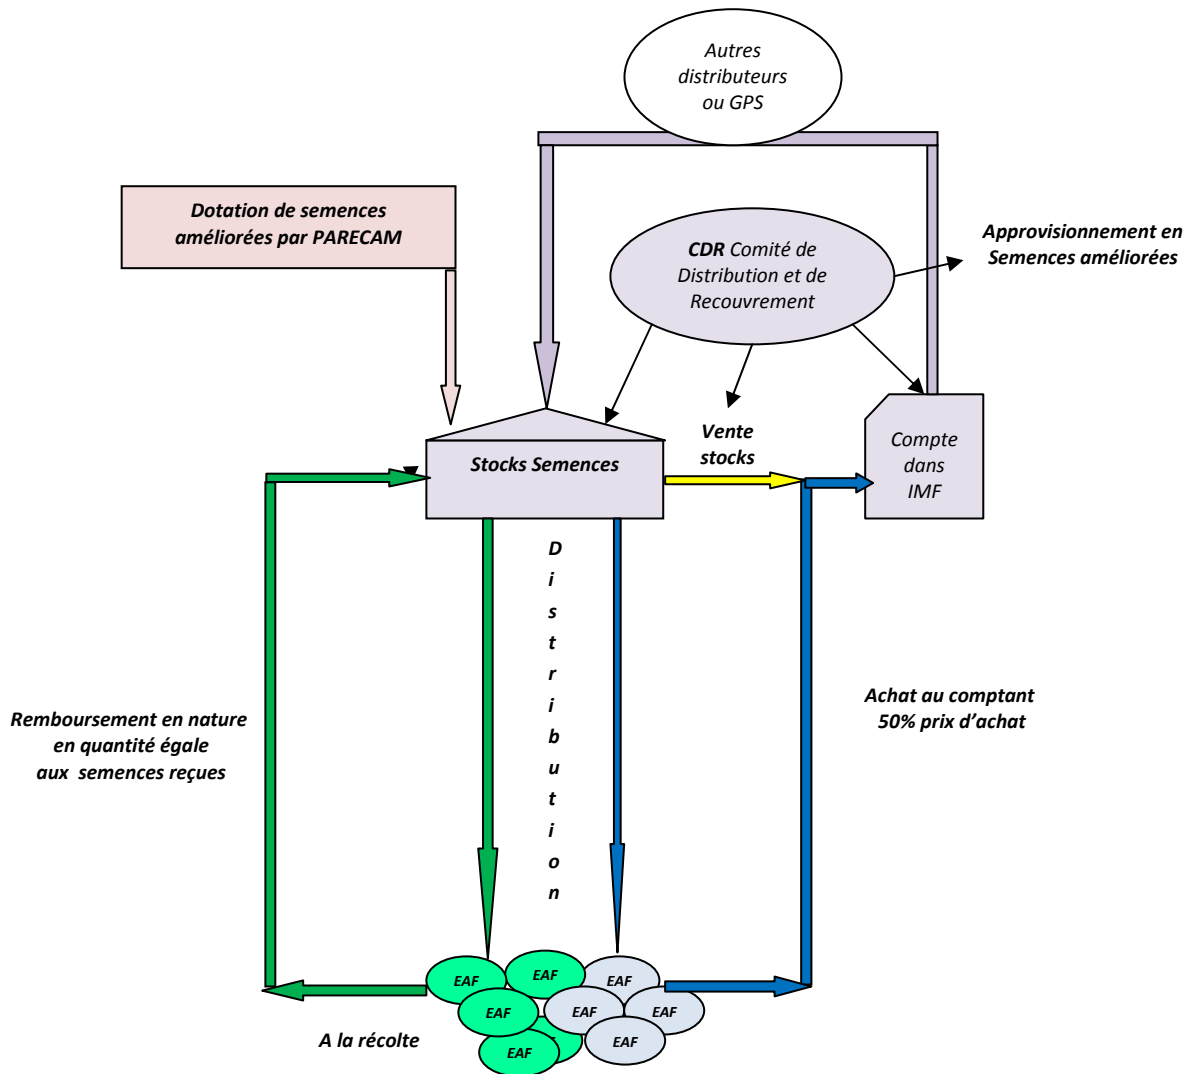 Autres
distributeurs
ou GPS
Dotation de semences
améliorées par PARECAM
CDR Comité de
Distribution et de
Recouvrement
Approvisionnement en
Semences améliorées
Stocks Semences
Vente
stocks
Compte
dans
IMF
D
i
s
t
r
i
b
u
t
i
o
n
Remboursement en nature
en quantité égale
aux semences reçues
Achat au comptant
50% prix d’achat
EAF
EAF
EAF
EAF
EAF
EAF
EAF
EAF
A la récolte